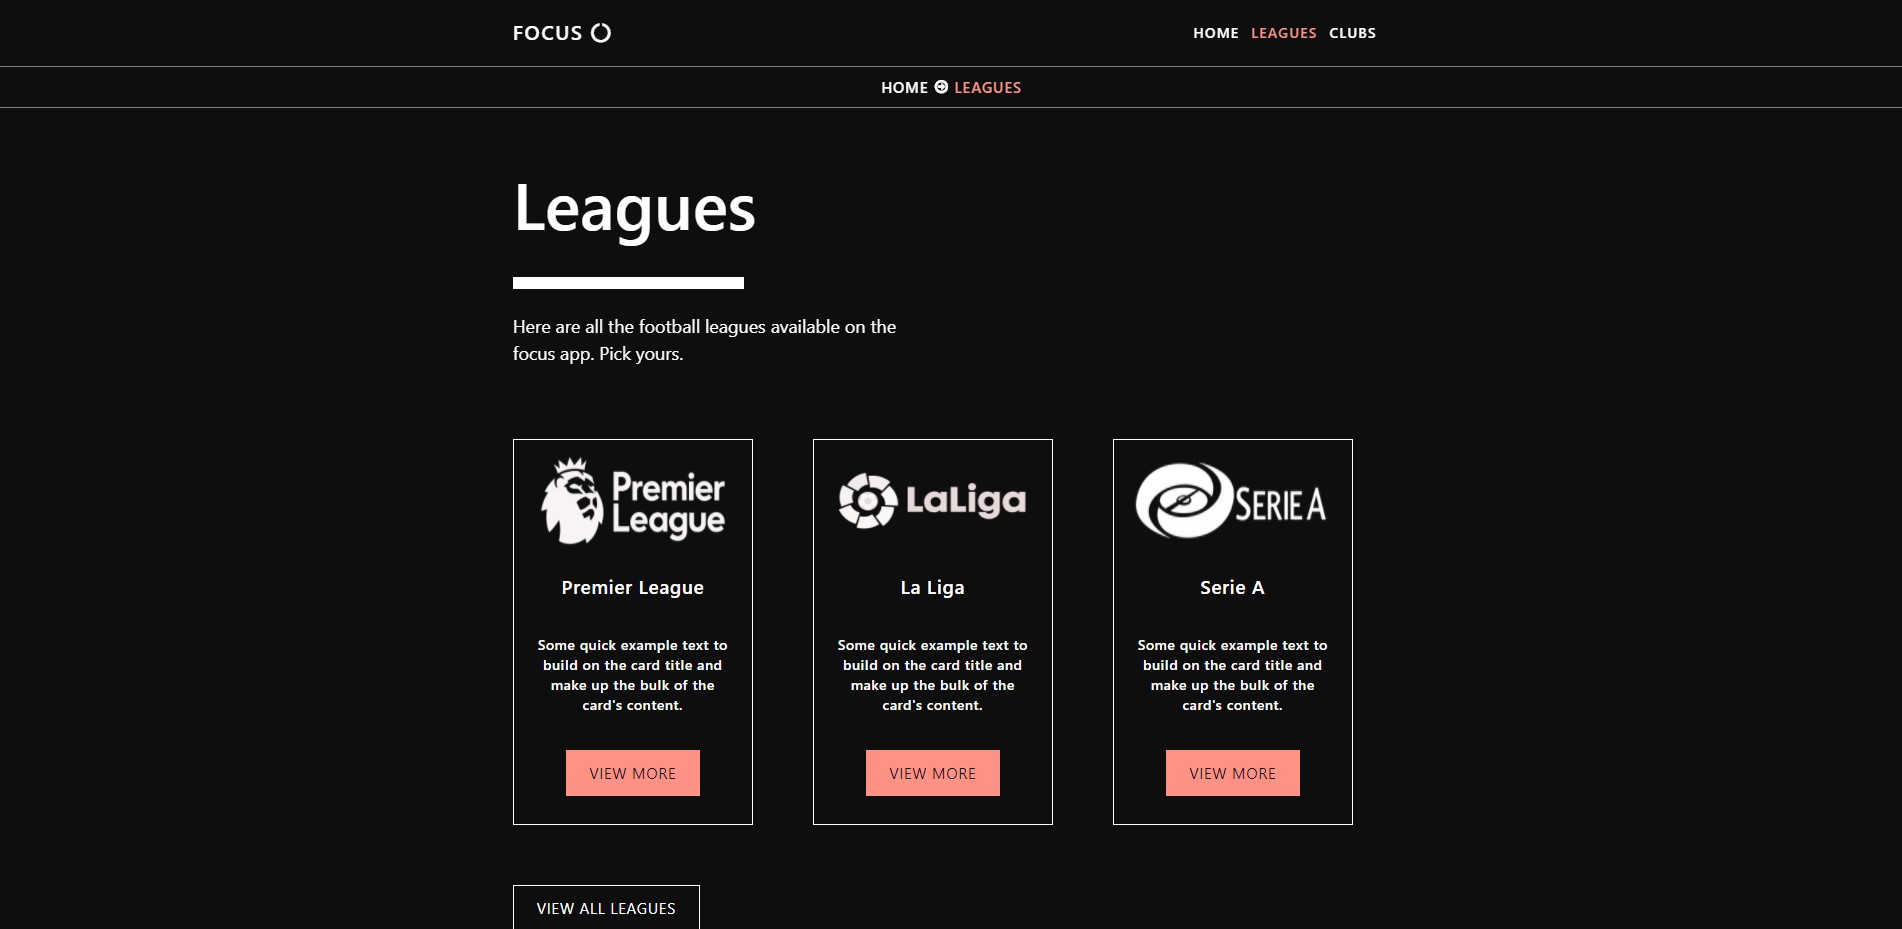 FOCUS
HOME LEAGUES CLUBS
HOME LEAGUES
Leagues
Here are all the football leagues available on the
focus app. Pick yours.
Premier
League
Premier League
Some quick example text to
build on the card title and
make up the bulk of the
card's content.
VIEW MORE
LaLiga
La Liga
Some quick example text to
build on the card title and
make up the bulk of the
card's content.
VIEW MORE
SERIE A
Serie A
Some quick example text to
build on the card title and
make up the bulk of the
card's content.
VIEW MORE
VIEW ALL LEAGUES